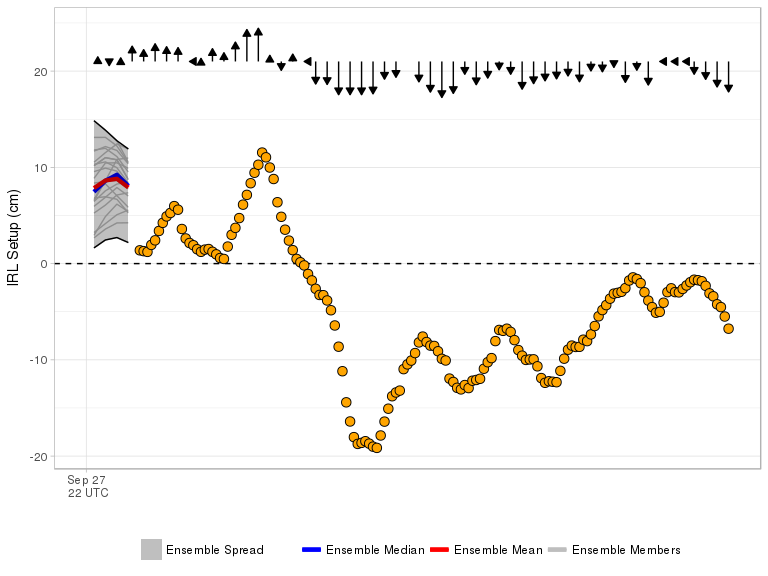 20
10
0
-10
-20
IRL Setup (cm)
Sep 27
22 UTC
Ensemble Spread
Ensemble Median
Ensemble Mean
Ensemble Members